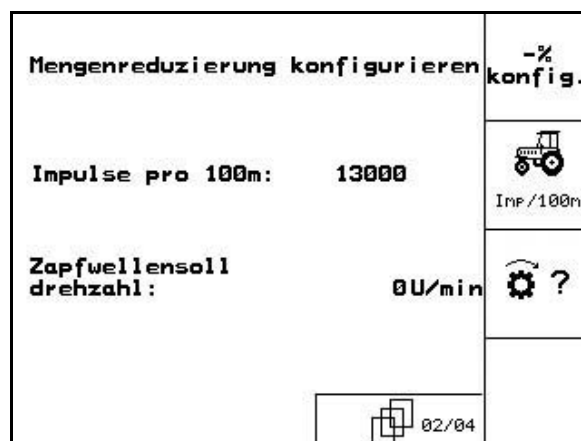 Mengenreduzierung konfigurieren
-%
konfig.
Impulse pro 100m: 13000
Imp/100m
Zapfwellensoll
drehzahl: 0U/min
?
02/04